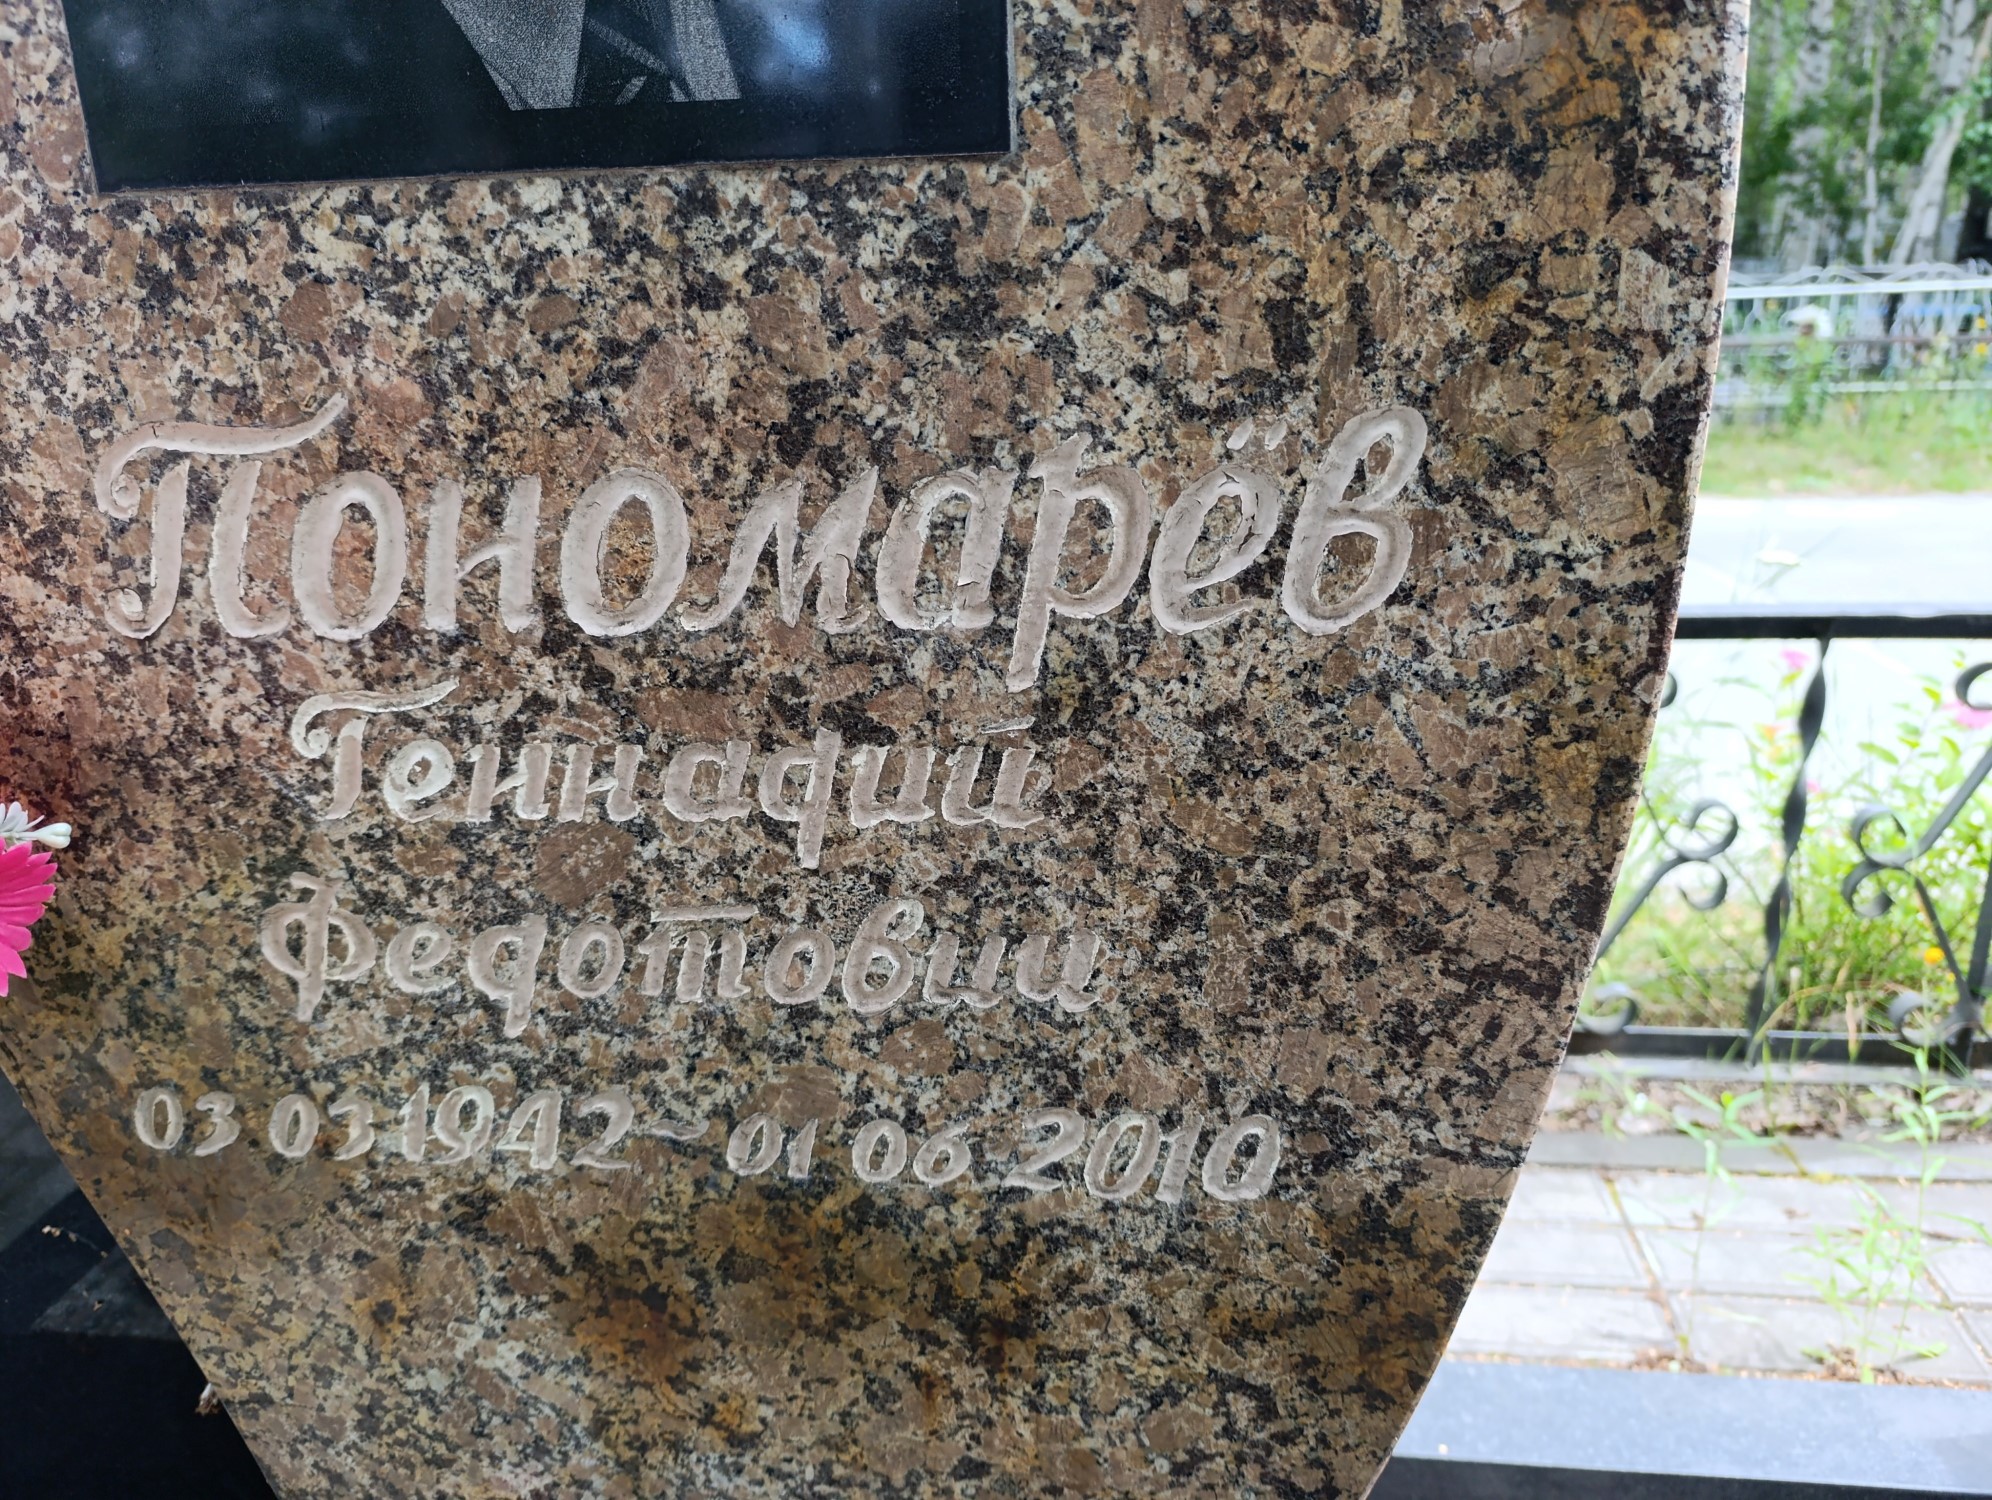 Пономарёв
Геннадий
Федотович
03 03 1942 ~ 01 06 2010